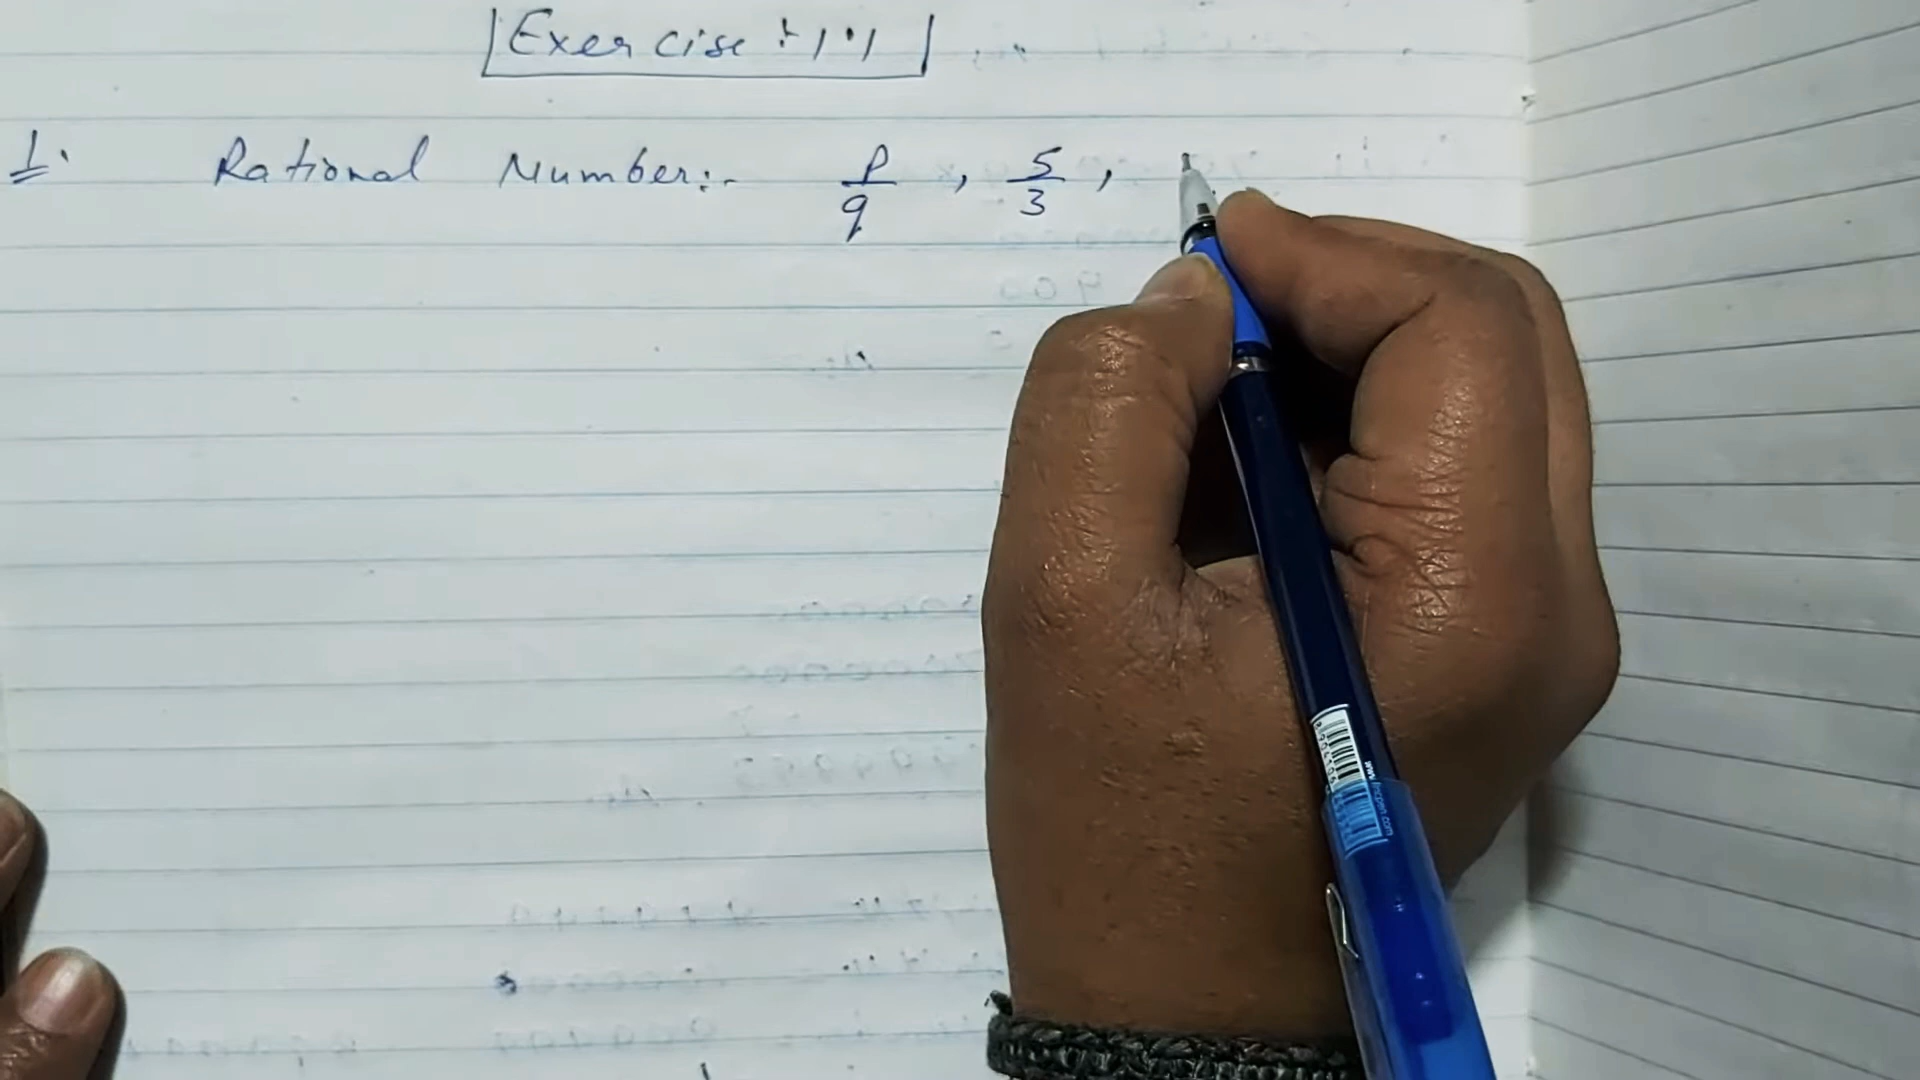 Exercise :- 1.1
1. Rational Number:- p/q , 5/3 ,